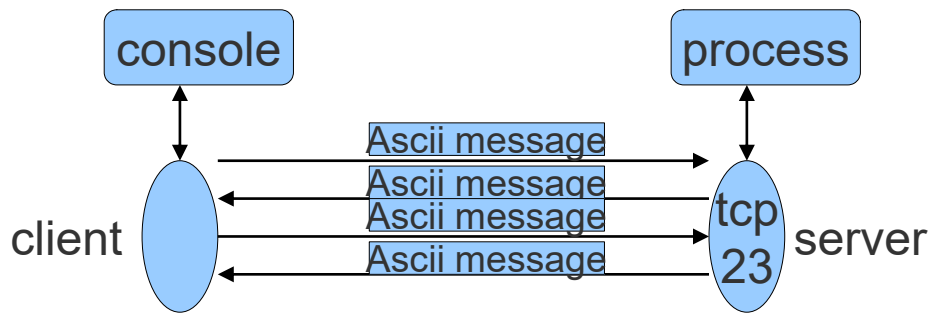 console
process
Ascii message
Ascii message
Ascii message
Ascii message
client
tcp
23
server